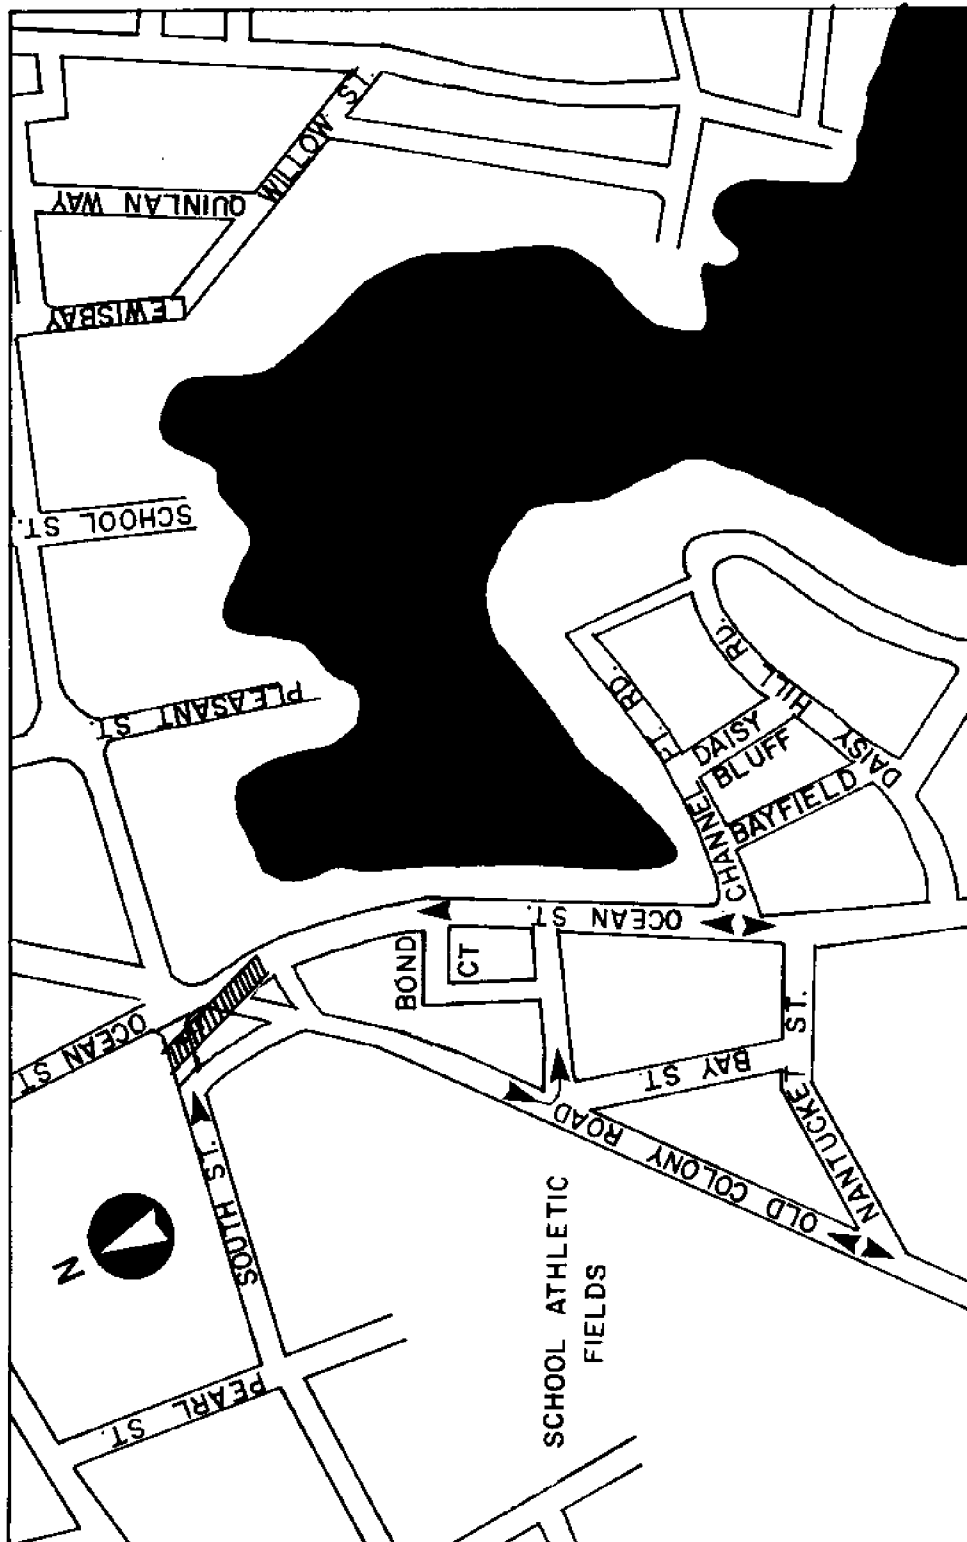 WILLOW ST.
QUINLAN WAY
LEWISBAY
SCHOOL ST.
PLEASANT ST.
PT. RD.
CHANNEL
DAISY
BLUFF
BAYFIELD
DAISY HILL RD.
OCEAN ST.
BOND
CT
OCEAN ST.
BAY ST
NANTUCKET ST.
OLD COLONY ROAD
SOUTH ST.
N
PEARL ST.
SCHOOL ATHLETIC
FIELDS